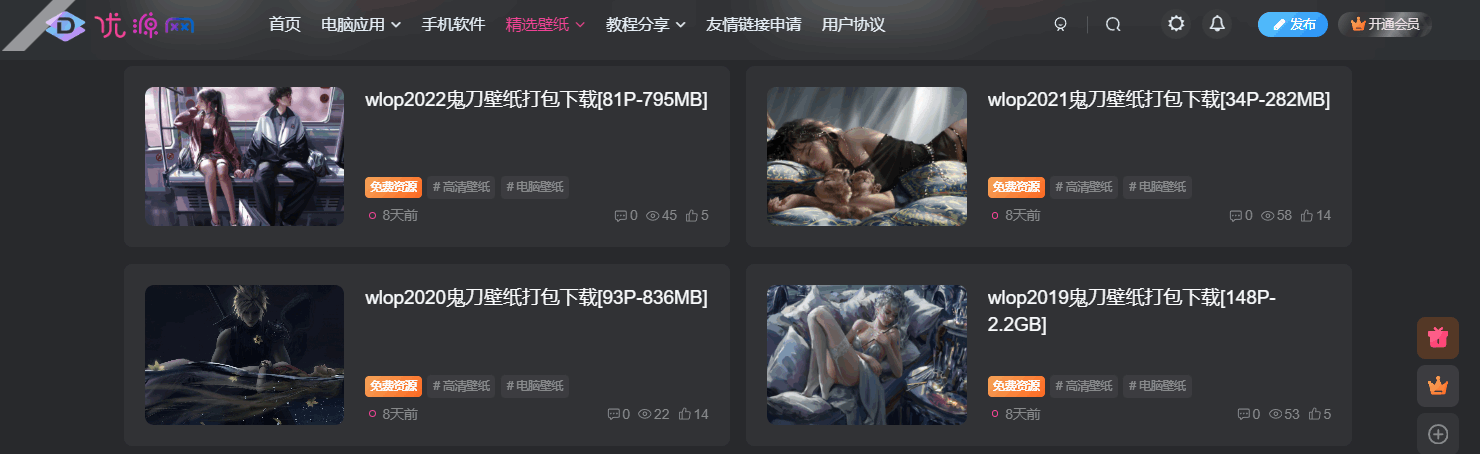 优源网
首页 电脑应用 手机软件 精选壁纸 教程分享 友情链接申请 用户协议 发布 开通会员
wlop2022鬼刀壁纸打包下载[81P-795MB]
免费资源 # 高清壁纸 # 电脑壁纸
8天前 0 45 5
wlop2021鬼刀壁纸打包下载[34P-282MB]
免费资源 # 高清壁纸 # 电脑壁纸
8天前 0 58 14
wlop2020鬼刀壁纸打包下载[93P-836MB]
免费资源 # 高清壁纸 # 电脑壁纸
8天前 0 22 14
wlop2019鬼刀壁纸打包下载[148P-
2.2GB]
免费资源 # 高清壁纸 # 电脑壁纸
8天前 0 53 5